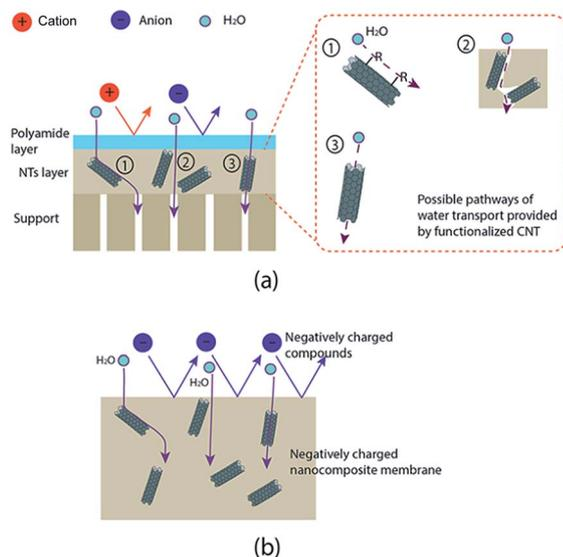 + Cation − Anion H₂O
① H₂O
R
R
②
③
Possible pathways of
water transport provided
by functionalized CNT
+ −
Polyamide
layer
NTs layer
① ② ③
Support
(a)
− − −
Negatively charged
compounds
H₂O
H₂O
Negatively charged
nanocomposite membrane
(b)